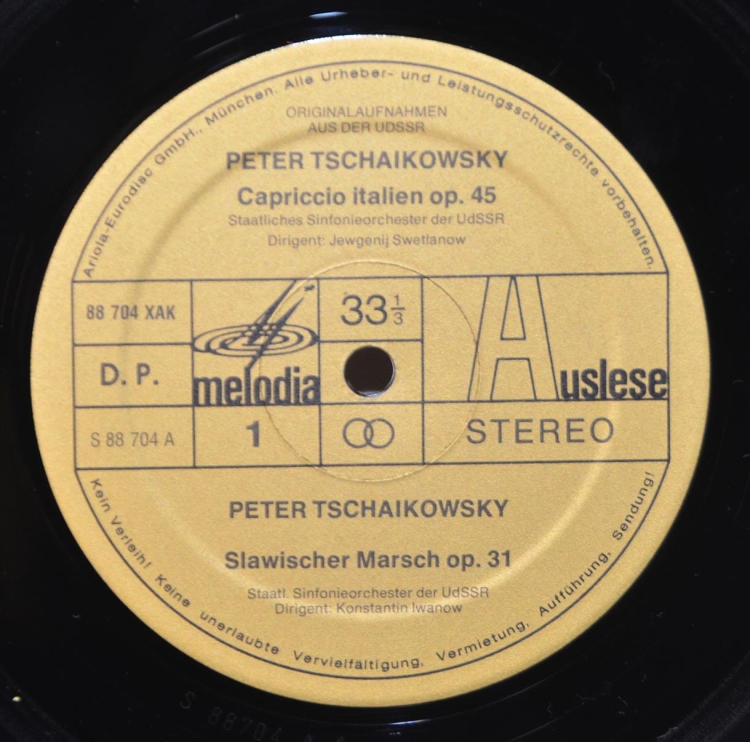 Ariola-Eurodisc GmbH., München. Alle Urheber- und Leistungsschutzrechte vorbehalten.
ORIGINALAUFNAHMEN
AUS DER UDSSR
PETER TSCHAIKOWSKY
Capriccio italien op. 45
Staatliches Sinfonieorchester der UdSSR
Dirigent: Jewgenij Swetlanow
88 704 XAK
33 1/3
D. P.
melodia
Auslese
S 88 704 A
1
STEREO
PETER TSCHAIKOWSKY
Slawischer Marsch op. 31
Staatl. Sinfonieorchester der UdSSR
Dirigent: Konstantin Iwanow
Kein Verleih! Keine unerlaubte Vervielfältigung, Vermietung, Aufführung, Sendung!
S 88704